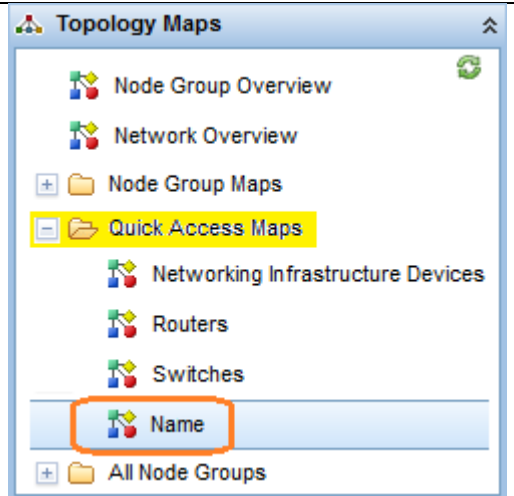 Topology Maps
Node Group Overview
Network Overview
Node Group Maps
Quick Access Maps
Networking Infrastructure Devices
Routers
Switches
Name
All Node Groups